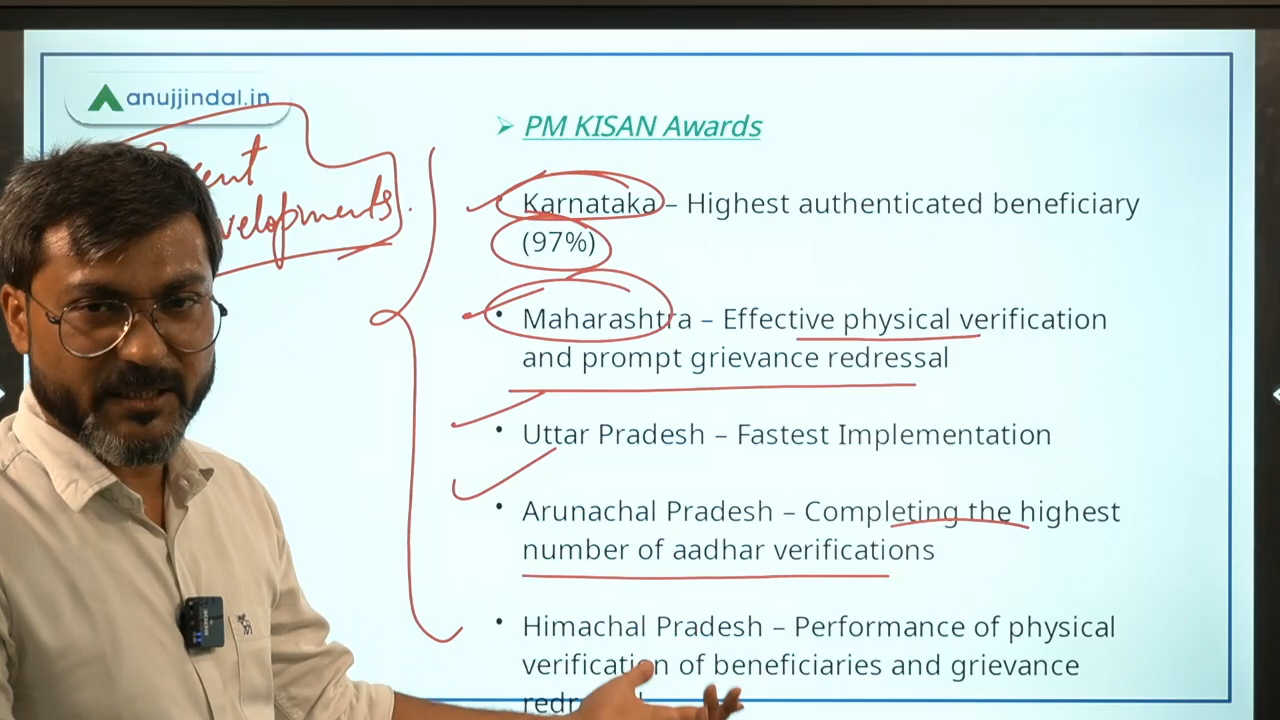 anujjindal.in
velopments.
PM KISAN Awards
Karnataka – Highest authenticated beneficiary
(97%)
Maharashtra – Effective physical verification
and prompt grievance redressal
Uttar Pradesh – Fastest Implementation
Arunachal Pradesh – Completing the highest
number of aadhar verifications
Himachal Pradesh – Performance of physical
verification of beneficiaries and grievance